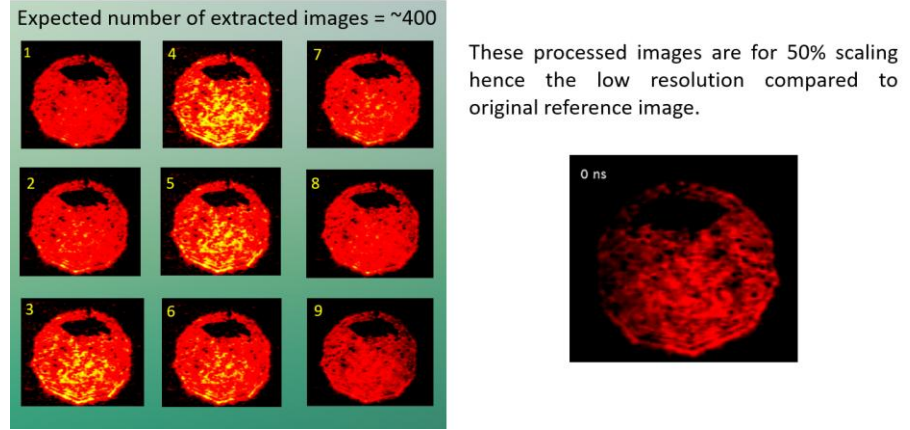 Expected number of extracted images = ~400
1
4
7
2
5
8
3
6
9
These processed images are for 50% scaling
hence the low resolution compared to
original reference image.
0 ns